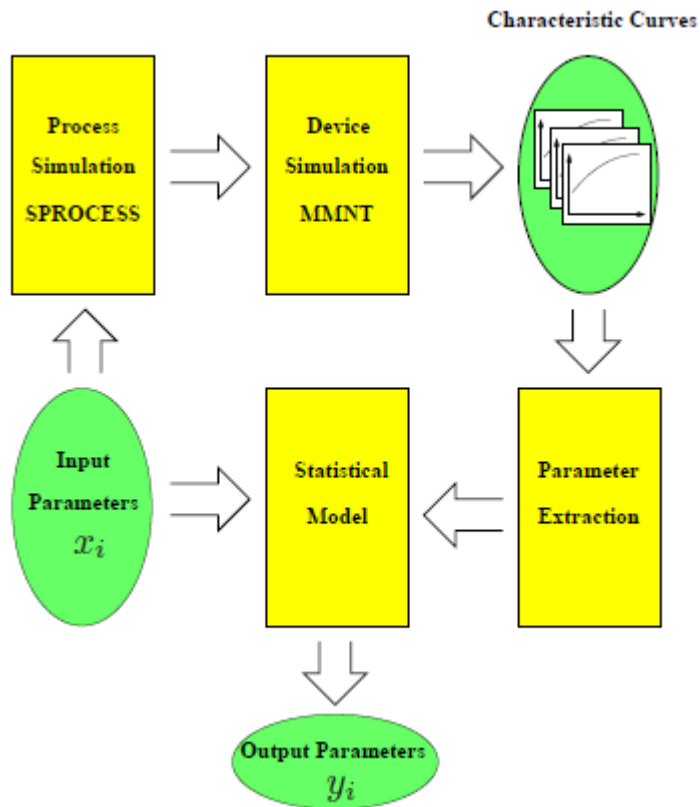 Characteristic Curves
Process
Simulation
SPROCESS
Device
Simulation
MMNT
Input
Parameters
x_i
Statistical
Model
Parameter
Extraction
Output Parameters
y_i